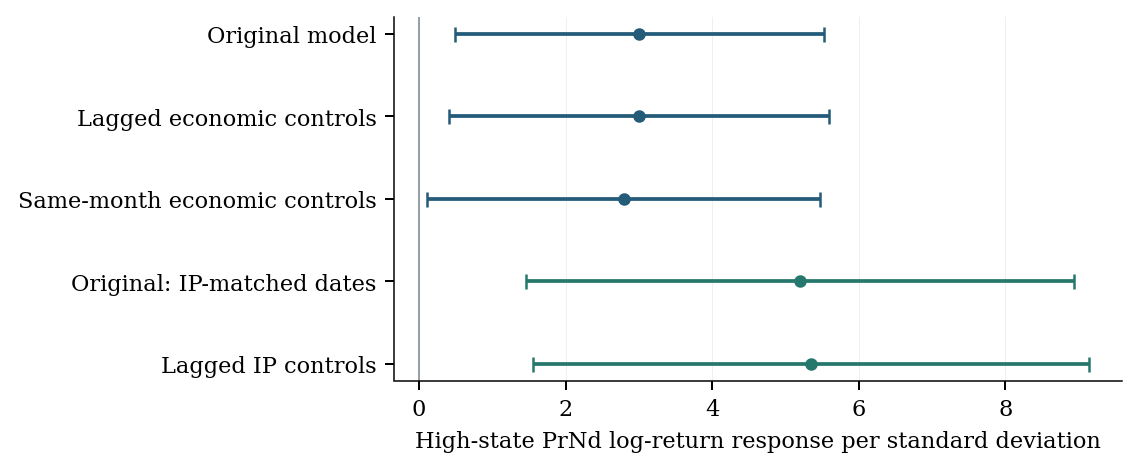 Original model
Lagged economic controls
Same-month economic controls
Original: IP-matched dates
Lagged IP controls
0 2 4 6 8
High-state PrNd log-return response per standard deviation